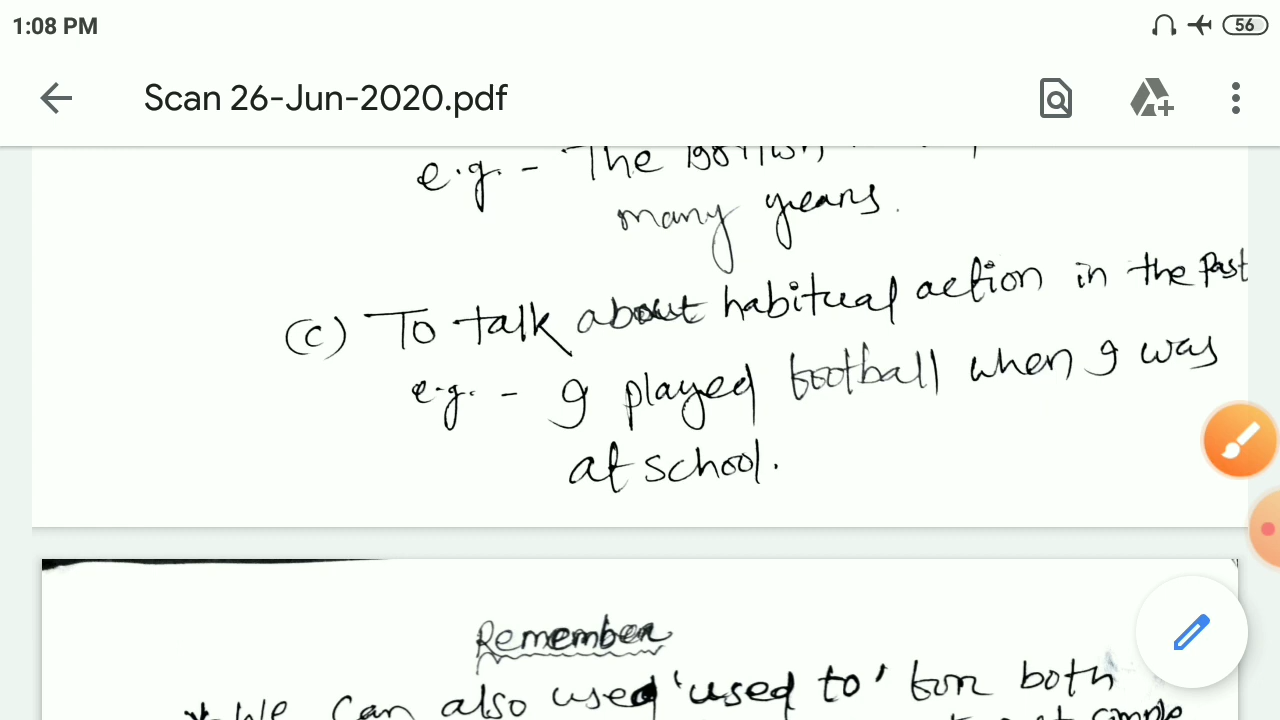 1:08 PM
56
Scan 26-Jun-2020.pdf
e.g. - The
many years.
(c) To talk about habitual action in the Past
e.g. - I played football when I was
at school.
Remember
* We can also used 'used to' for both
simple